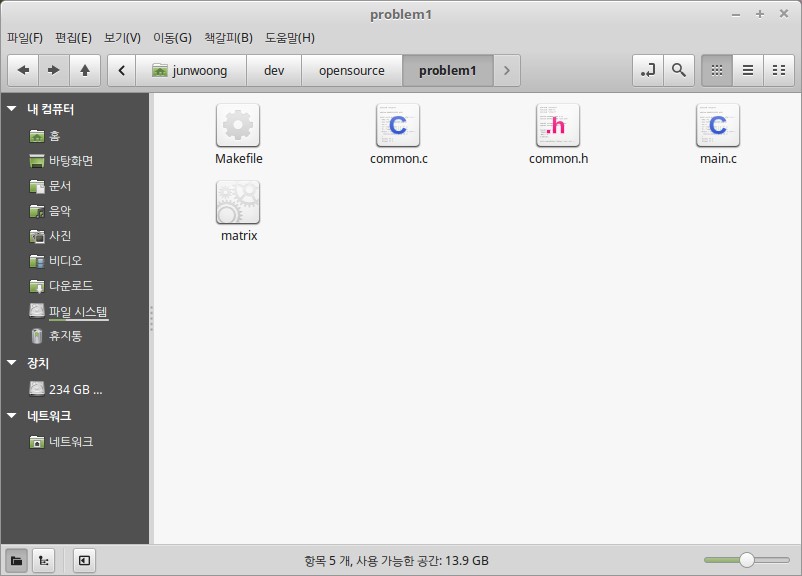 problem1
파일(F) 편집(E) 보기(V) 이동(G) 책갈피(B) 도움말(H)
junwoong dev opensource problem1
내 컴퓨터
홈
바탕화면
문서
음악
사진
비디오
다운로드
파일 시스템
휴지통
장치
234 GB ...
네트워크
네트워크
Makefile common.c common.h main.c
matrix
항목 5 개, 사용 가능한 공간: 13.9 GB